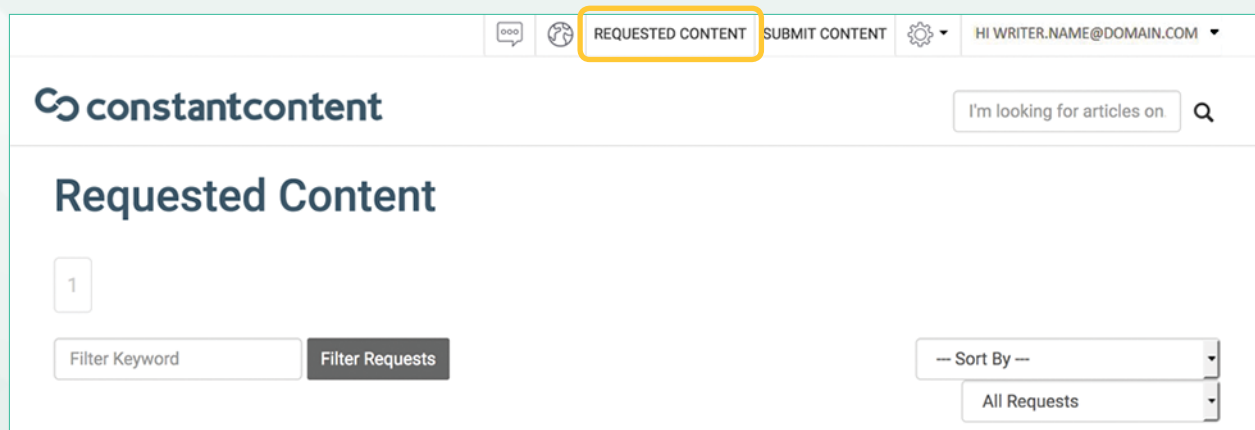 REQUESTED CONTENT SUBMIT CONTENT HI WRITER.NAME@DOMAIN.COM
constantcontent
I'm looking for articles on
Requested Content
1
Filter Keyword Filter Requests --- Sort By ---
All Requests